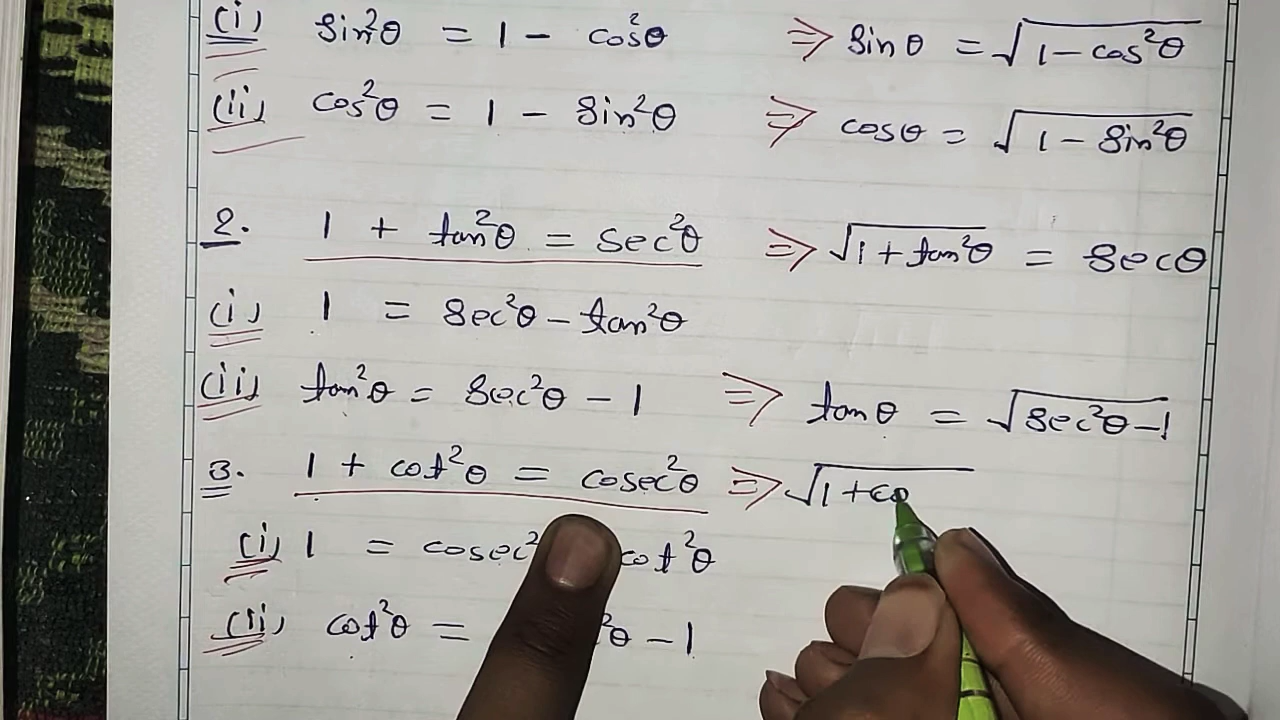 (i) sin²θ = 1 - cos²θ ⇒ sinθ = √1-cos²θ
(ii) cos²θ = 1 - sin²θ ⇒ cosθ = √1-sin²θ
2. 1 + tan²θ = sec²θ ⇒ √1+tan²θ = secθ
(i) 1 = sec²θ - tan²θ
(ii) tan²θ = sec²θ - 1 ⇒ tanθ = √sec²θ-1
3. 1 + cot²θ = cosec²θ ⇒ √1+co
(i) 1 = cosec² cot²θ
(ii) cot²θ = ²θ - 1